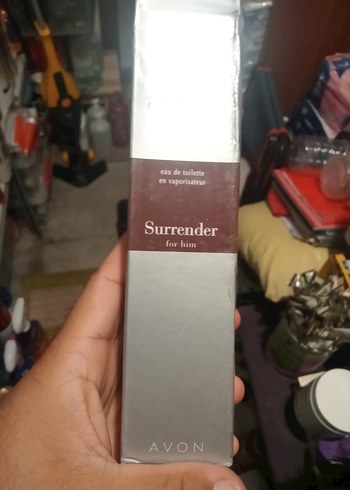 eau de toilette
en vaporisateur
Surrender
for him
AVON